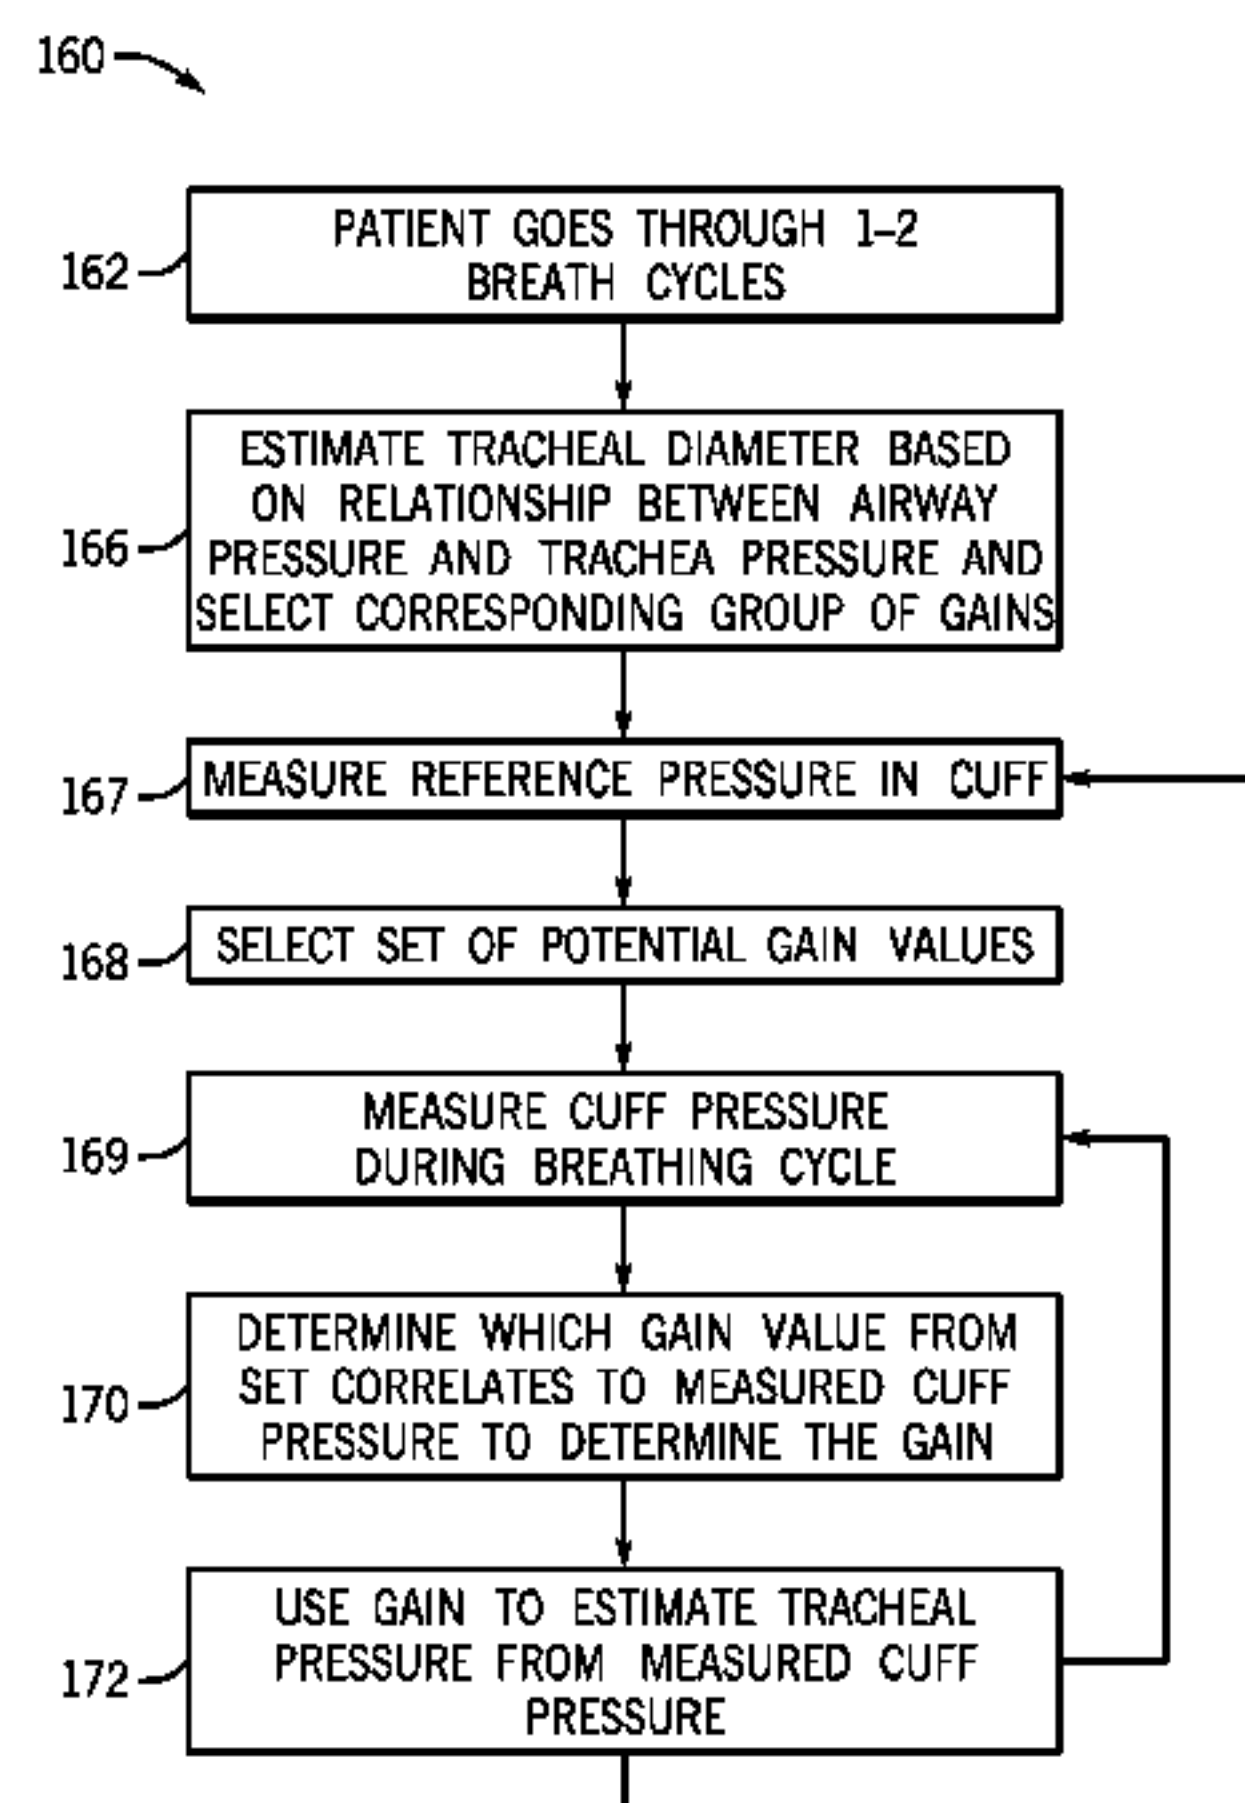 160
162
PATIENT GOES THROUGH 1–2
BREATH CYCLES
166
ESTIMATE TRACHEAL DIAMETER BASED
ON RELATIONSHIP BETWEEN AIRWAY
PRESSURE AND TRACHEA PRESSURE AND
SELECT CORRESPONDING GROUP OF GAINS
167
MEASURE REFERENCE PRESSURE IN CUFF
168
SELECT SET OF POTENTIAL GAIN VALUES
169
MEASURE CUFF PRESSURE
DURING BREATHING CYCLE
170
DETERMINE WHICH GAIN VALUE FROM
SET CORRELATES TO MEASURED CUFF
PRESSURE TO DETERMINE THE GAIN
172
USE GAIN TO ESTIMATE TRACHEAL
PRESSURE FROM MEASURED CUFF
PRESSURE